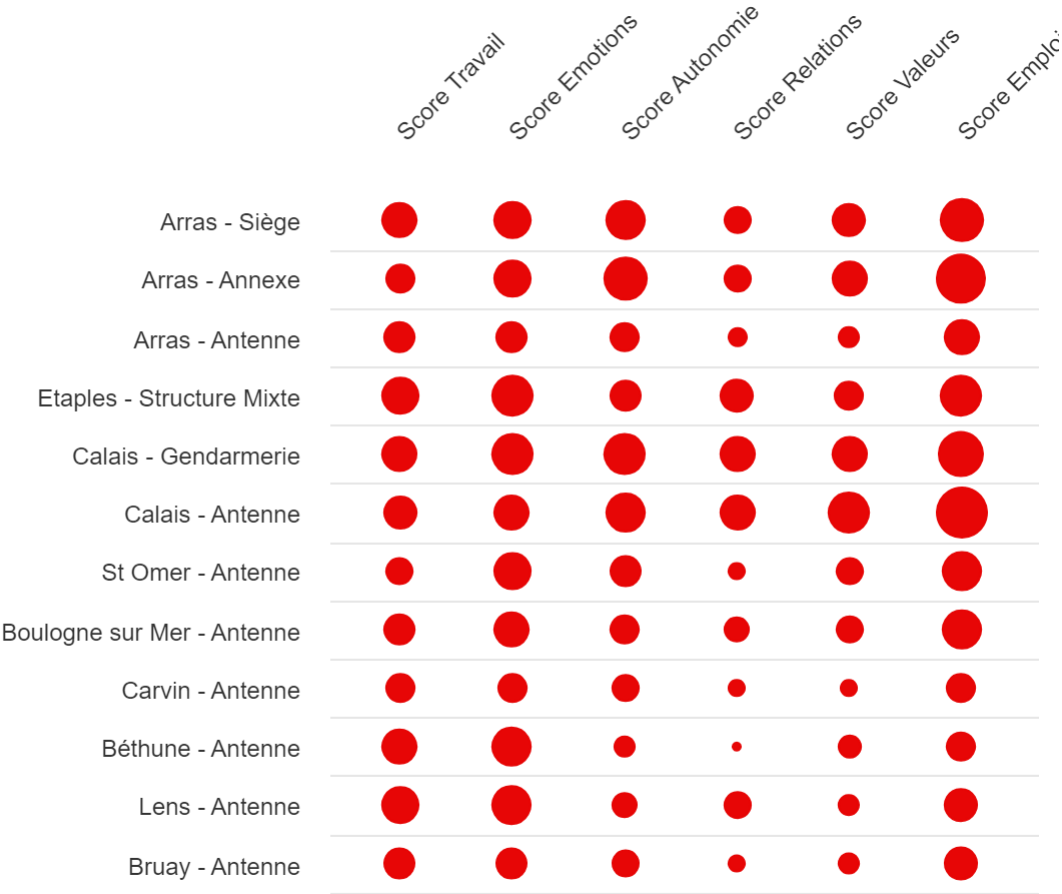 Score Travail
Score Emotions
Score Autonomie
Score Relations
Score Valeurs
Score Emploi
Arras - Siège
Arras - Annexe
Arras - Antenne
Etaples - Structure Mixte
Calais - Gendarmerie
Calais - Antenne
St Omer - Antenne
Boulogne sur Mer - Antenne
Carvin - Antenne
Béthune - Antenne
Lens - Antenne
Bruay - Antenne